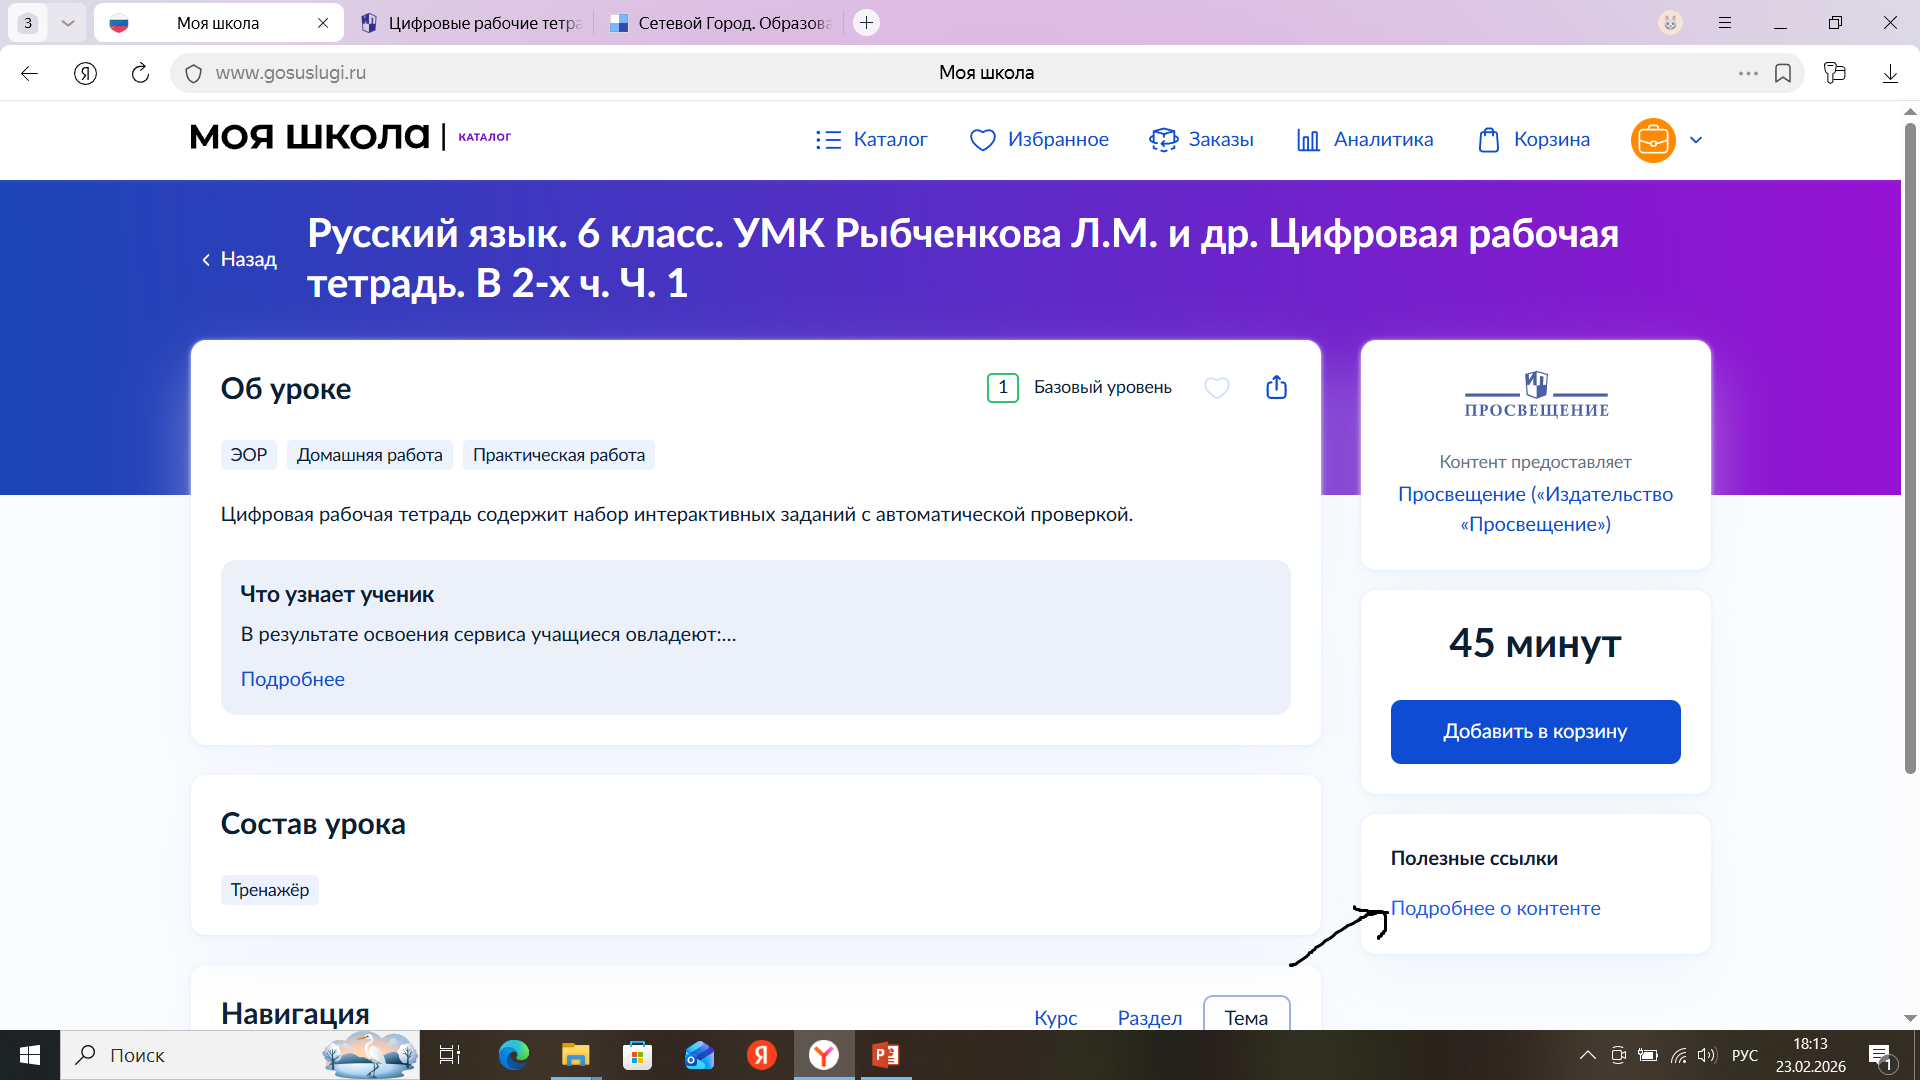 3
Моя школа
Цифровые рабочие тетра
Сетевой Город. Образова
Я
www.gosuslugi.ru
Моя школа
МОЯ ШКОЛА
КАТАЛОГ
Каталог
Избранное
Заказы
Аналитика
Корзина
Назад
Русский язык. 6 класс. УМК Рыбченкова Л.М. и др. Цифровая рабочая
тетрадь. В 2-х ч. Ч. 1
Об уроке
1
Базовый уровень
ЭОР
Домашняя работа
Практическая работа
Цифровая рабочая тетрадь содержит набор интерактивных заданий с автоматической проверкой.
Что узнает ученик
В результате освоения сервиса учащиеся овладеют:...
Подробнее
Состав урока
Тренажёр
Навигация
Курс
Раздел
Тема
ПРОСВЕЩЕНИЕ
Контент предоставляет
Просвещение («Издательство
«Просвещение»)
45 минут
Добавить в корзину
Полезные ссылки
Подробнее о контенте
Поиск
Я
Y
РУС
18:13
23.02.2026
1